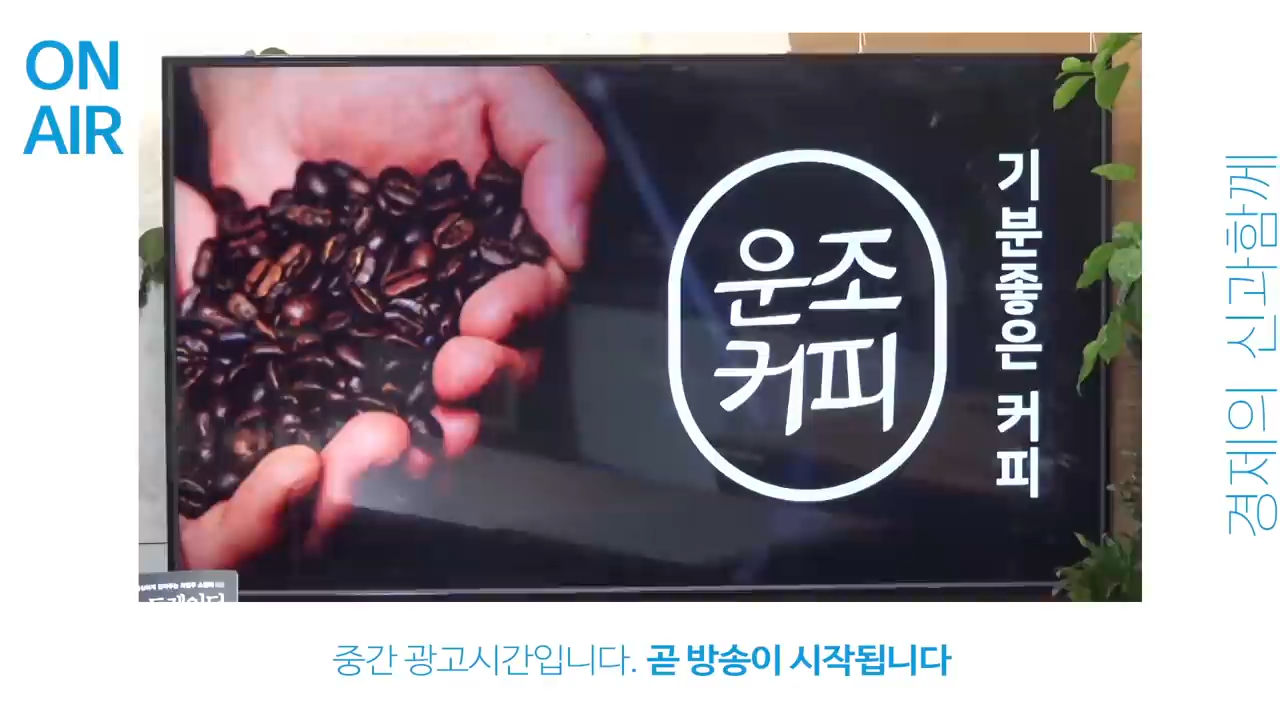 ON
AIR
운조
커피
기분좋은 커피
경제의 신과함께
중간 광고시간입니다. 곧 방송이 시작됩니다